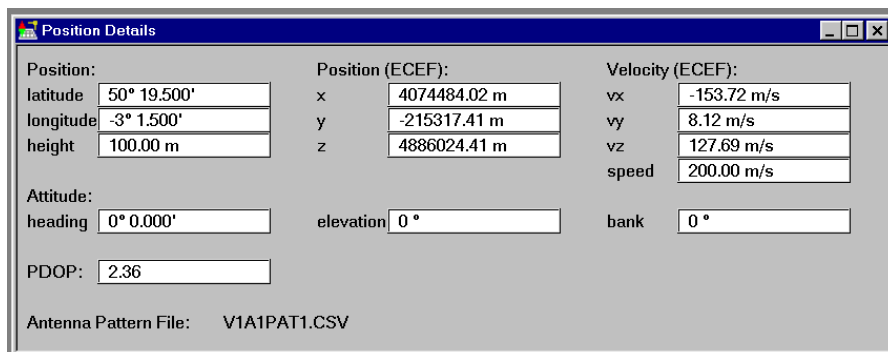 Position Details
Position: Position (ECEF): Velocity (ECEF):
latitude 50° 19.500' x 4074484.02 m vx -153.72 m/s
longitude -3° 1.500' y -215317.41 m vy 8.12 m/s
height 100.00 m z 4886024.41 m vz 127.69 m/s
speed 200.00 m/s
Attitude:
heading 0° 0.000' elevation 0 ° bank 0 °
PDOP: 2.36
Antenna Pattern File: V1A1PAT1.CSV